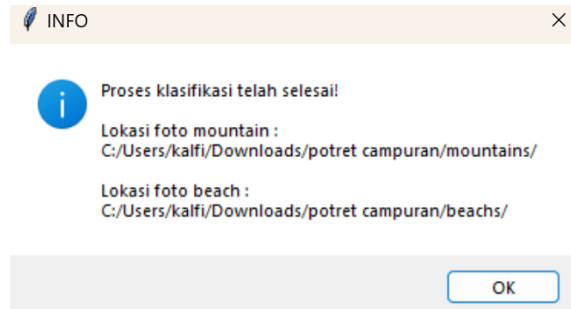 INFO
Proses klasifikasi telah selesai!
Lokasi foto mountain :
C:/Users/kalfi/Downloads/potret campuran/mountains/
Lokasi foto beach :
C:/Users/kalfi/Downloads/potret campuran/beachs/
OK